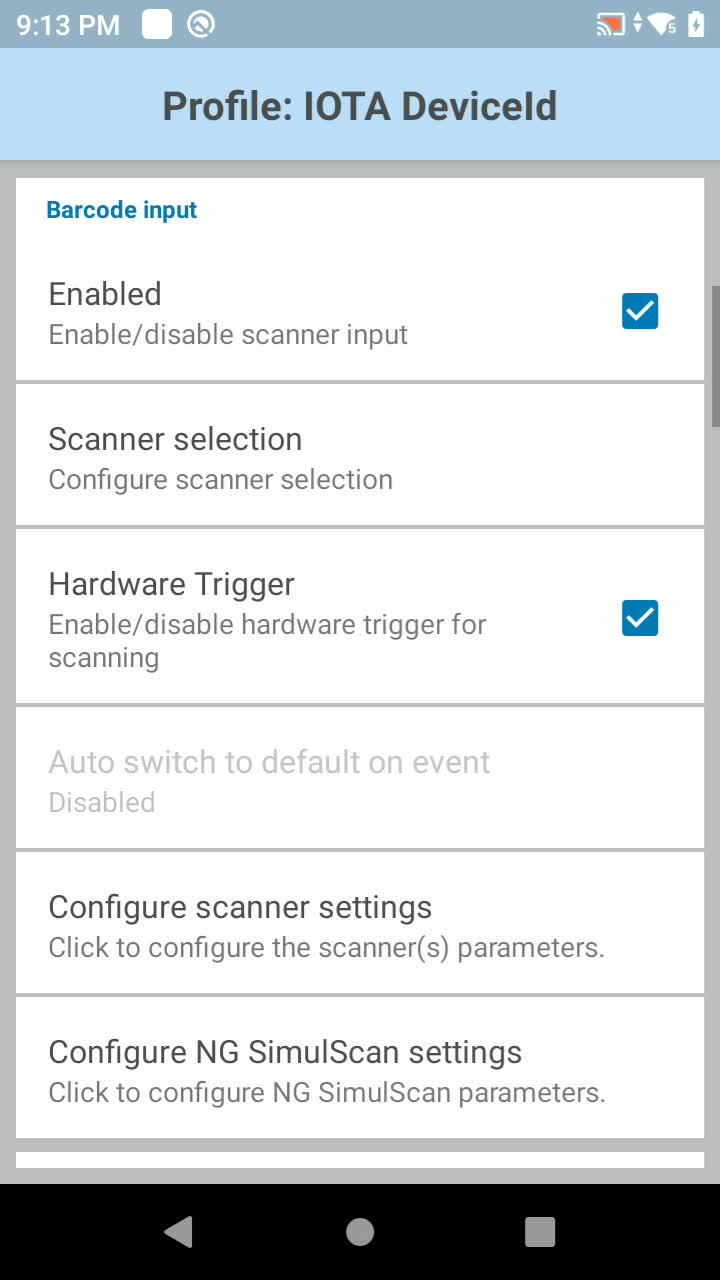 9:13 PM
5
Profile: IOTA DeviceId
Barcode input
Enabled
Enable/disable scanner input
Scanner selection
Configure scanner selection
Hardware Trigger
Enable/disable hardware trigger for
scanning
Auto switch to default on event
Disabled
Configure scanner settings
Click to configure the scanner(s) parameters.
Configure NG SimulScan settings
Click to configure NG SimulScan parameters.